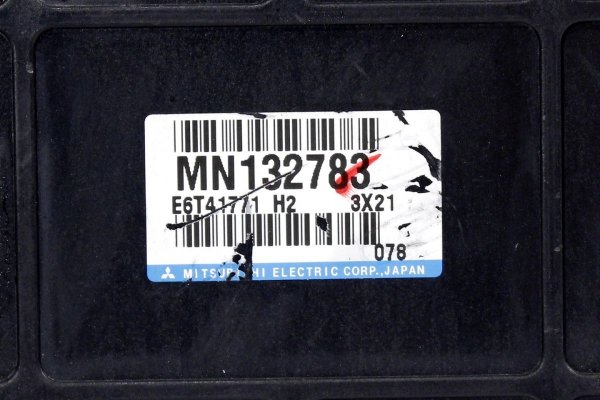 MN132783
E6T41771 H2 3X21
078
MITSUBISHI ELECTRIC CORP., JAPAN